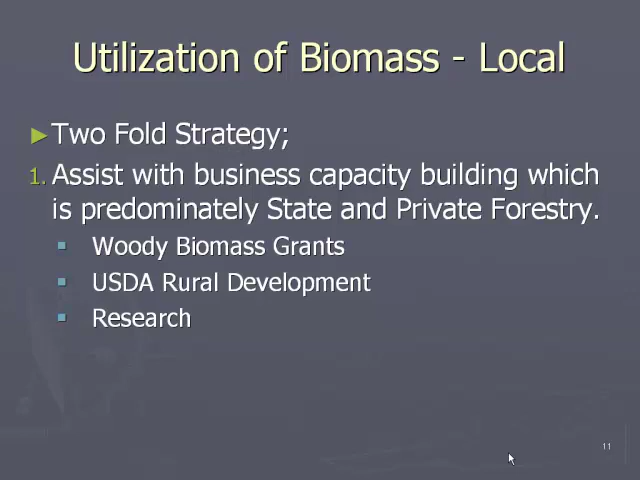 Utilization of Biomass - Local
►Two Fold Strategy;
1. Assist with business capacity building which
is predominately State and Private Forestry.
▪ Woody Biomass Grants
▪ USDA Rural Development
▪ Research
11